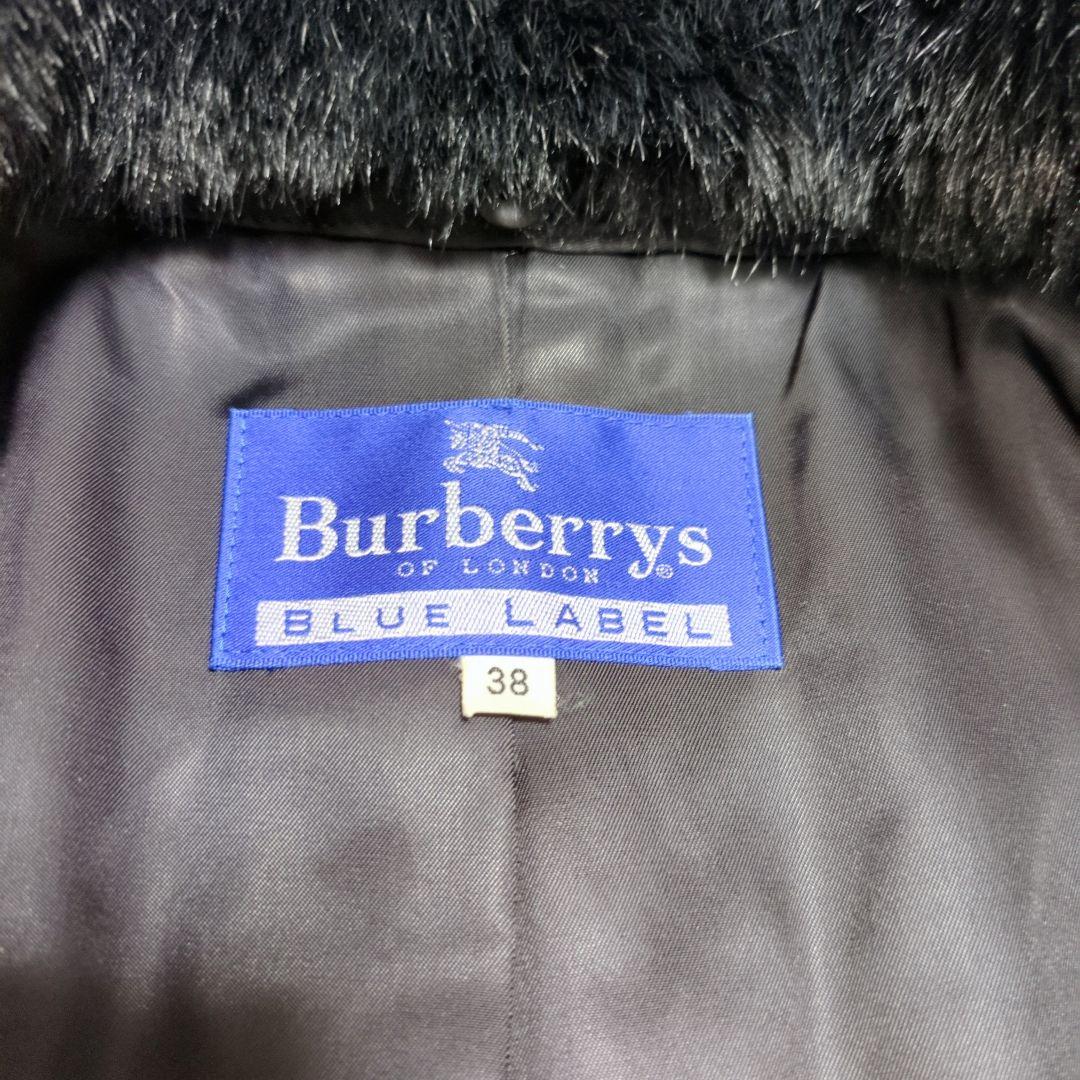 Burberrys
OF LONDON ®
BLUE LABEL
38